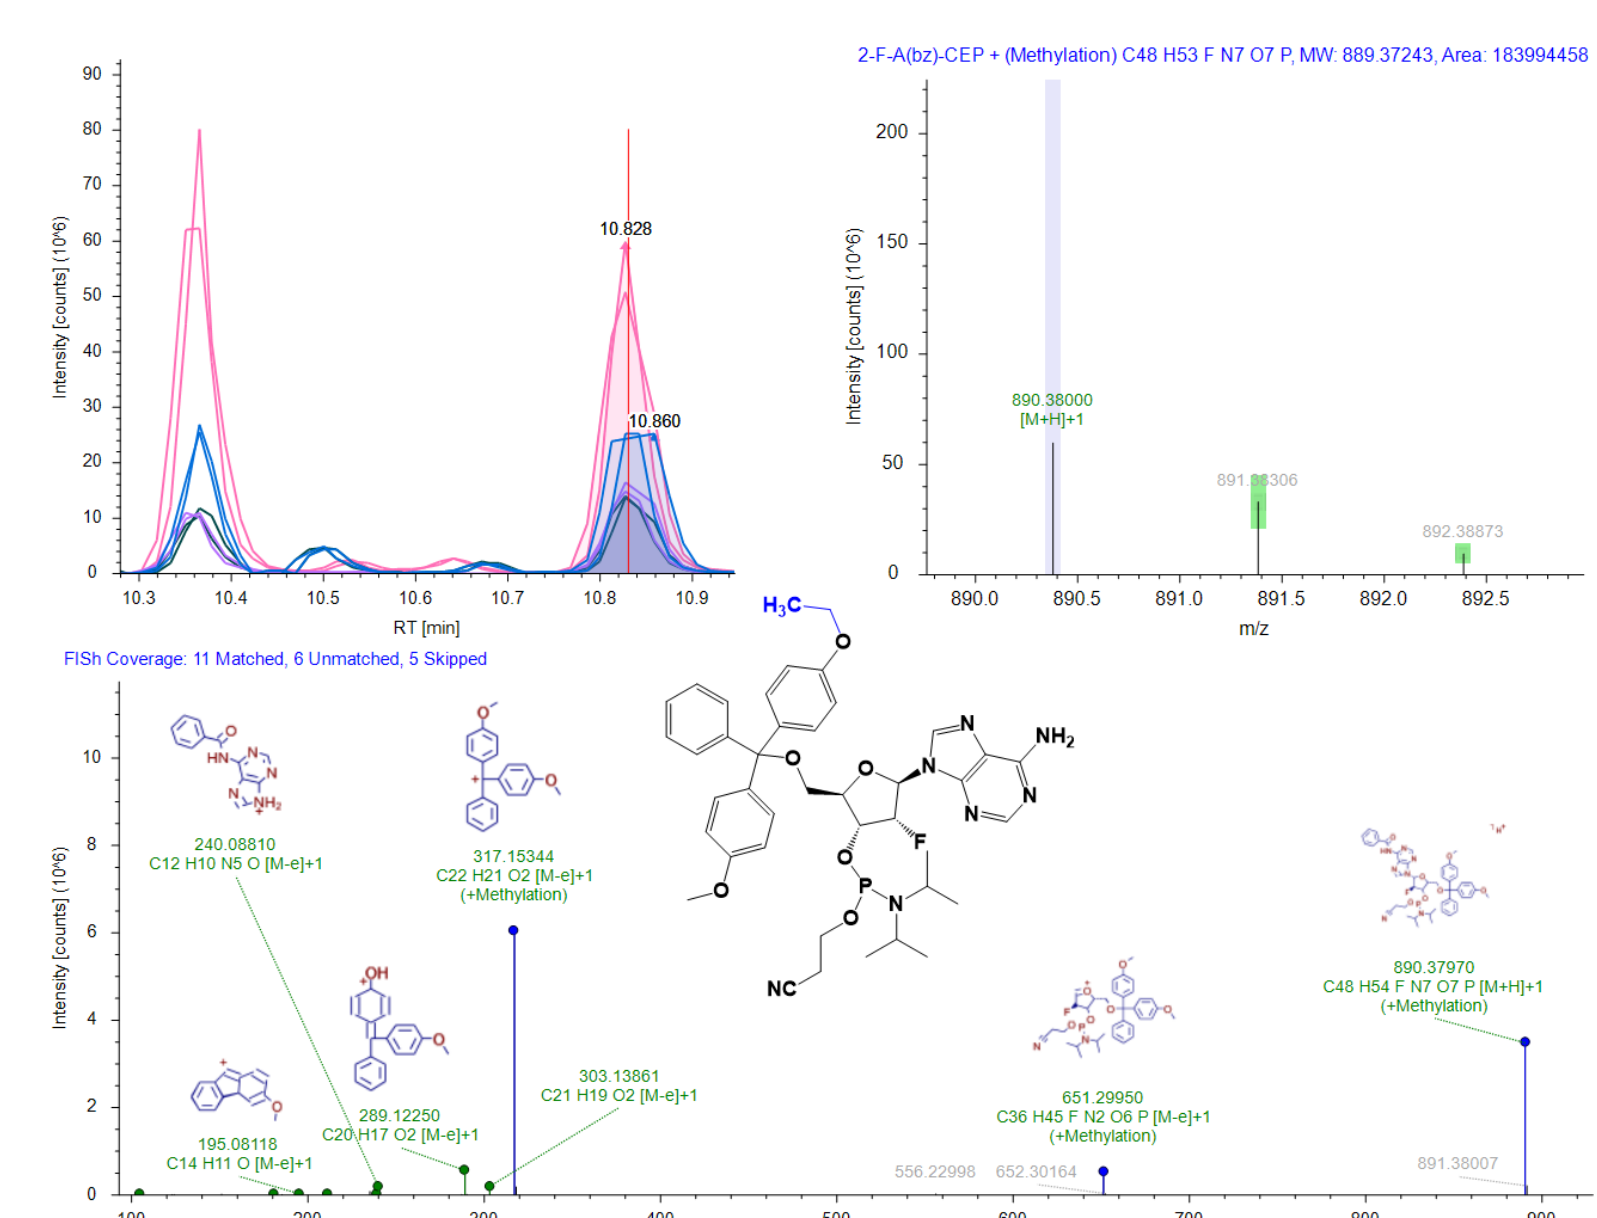 2-F-A(bz)-CEP + (Methylation) C48 H53 F N7 O7 P, MW: 889.37243, Area: 183994458
90
80
70
60
50
40
30
20
10
0
Intensity [counts] (10^6)
10.828
10.860
10.3
10.4
10.5
10.6
10.7
10.8
10.9
RT [min]
200
150
100
50
0
Intensity [counts] (10^6)
890.38000
[M+H]+1
891.38306
892.38873
890.0
890.5
891.0
891.5
892.0
892.5
m/z
H3C
O
O
O
O
N
N
NH2
N
N
F
O
P
O
N
NC
O
FISh Coverage: 11 Matched, 6 Unmatched, 5 Skipped
10
8
6
4
2
0
Intensity [counts] (10^6)
240.08810
C12 H10 N5 O [M-e]+1
317.15344
C22 H21 O2 [M-e]+1
(+Methylation)
289.12250
C20 H17 O2 [M-e]+1
195.08118
C14 H11 O [M-e]+1
303.13861
C21 H19 O2 [M-e]+1
651.29950
C36 H45 F N2 O6 P [M-e]+1
(+Methylation)
556.22998
652.30164
890.37970
C48 H54 F N7 O7 P [M+H]+1
(+Methylation)
891.38007
100
200
300
400
500
600
700
800
900